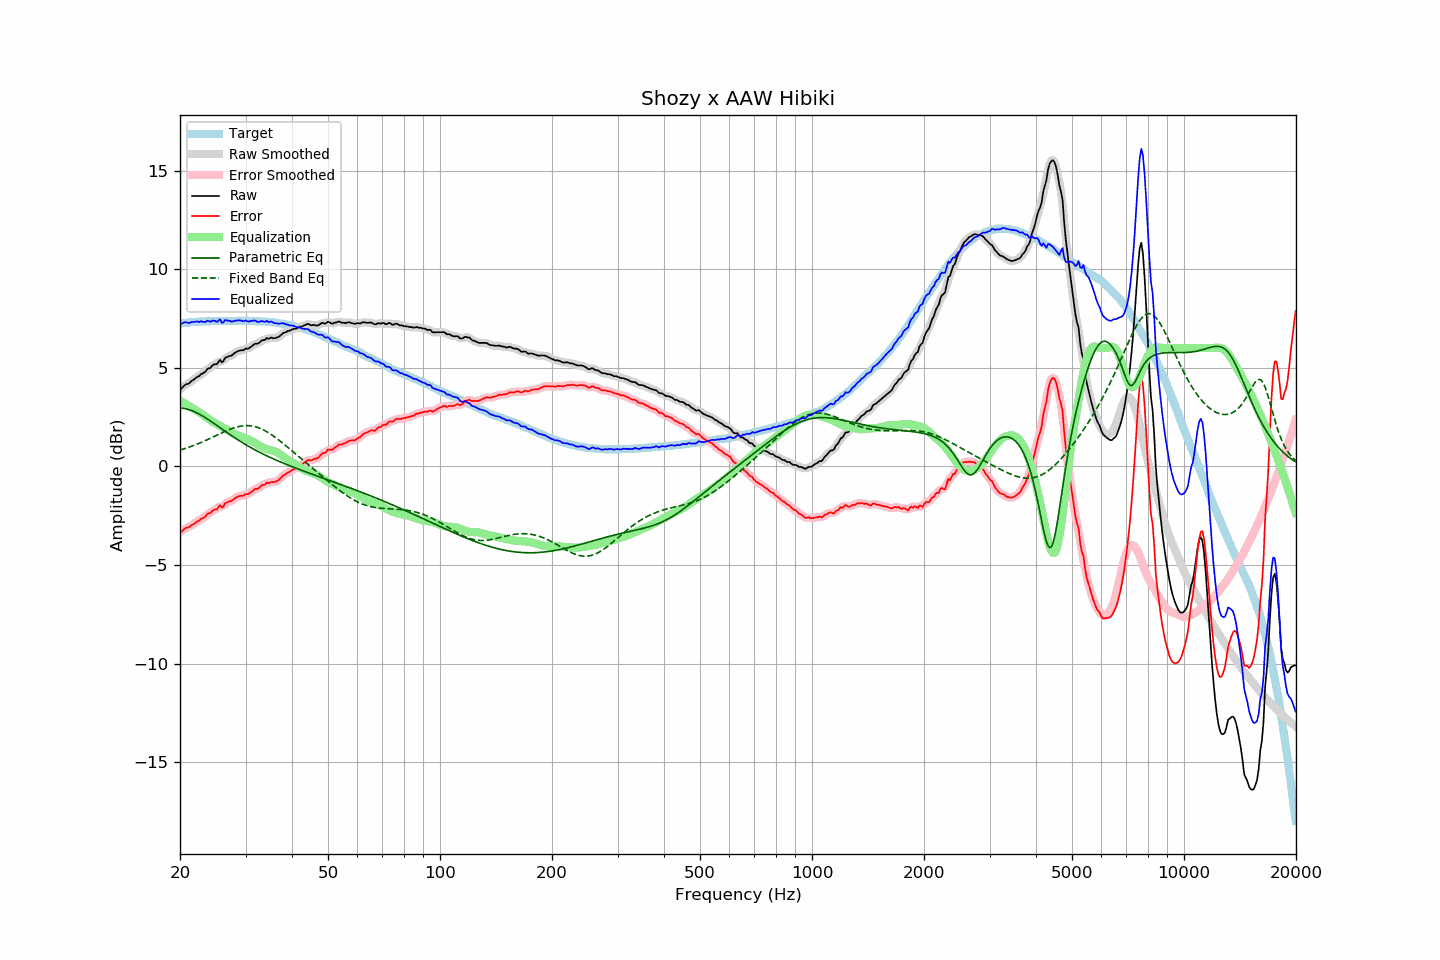 Shozy x AAW Hibiki
Target
Raw Smoothed
Error Smoothed
Raw
Error
Equalization
Parametric Eq
Fixed Band Eq
Equalized
Amplitude (dBr)
15
10
5
0
−5
−10
−15
20 50 100 200 500 1000 2000 5000 10000 20000
Frequency (Hz)